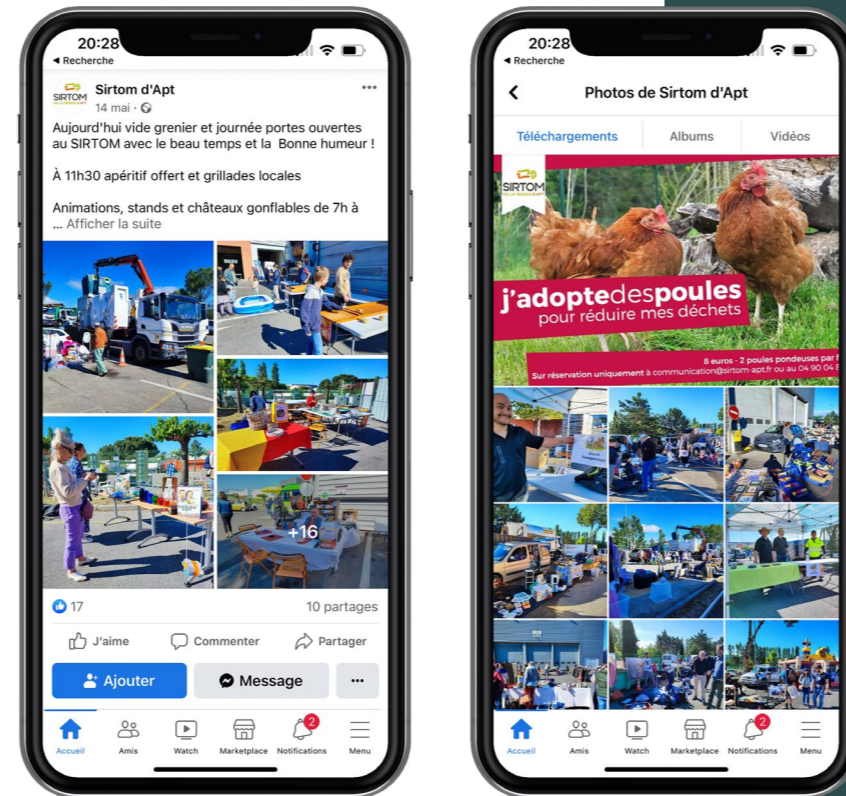 20:28
Recherche
SIRTOM
Sirtom d'Apt
14 mai ·
Aujourd'hui vide grenier et journée portes ouvertes
au SIRTOM avec le beau temps et la Bonne humeur !
À 11h30 apéritif offert et grillades locales
Animations, stands et châteaux gonflables de 7h à
... Afficher la suite
+16
17
10 partages
J'aime
Commenter
Partager
Ajouter
Message
2
Accueil
Amis
Watch
Marketplace
Notifications
Menu
20:28
Recherche
Photos de Sirtom d'Apt
Téléchargements
Albums
Vidéos
SIRTOM
j'adoptedespoules
pour réduire mes déchets
8 euros - 2 poules pondeuses par
Sur réservation uniquement à communication@sirtom-apt.fr ou au 04 90 04
2
Accueil
Amis
Watch
Marketplace
Notifications
Menu